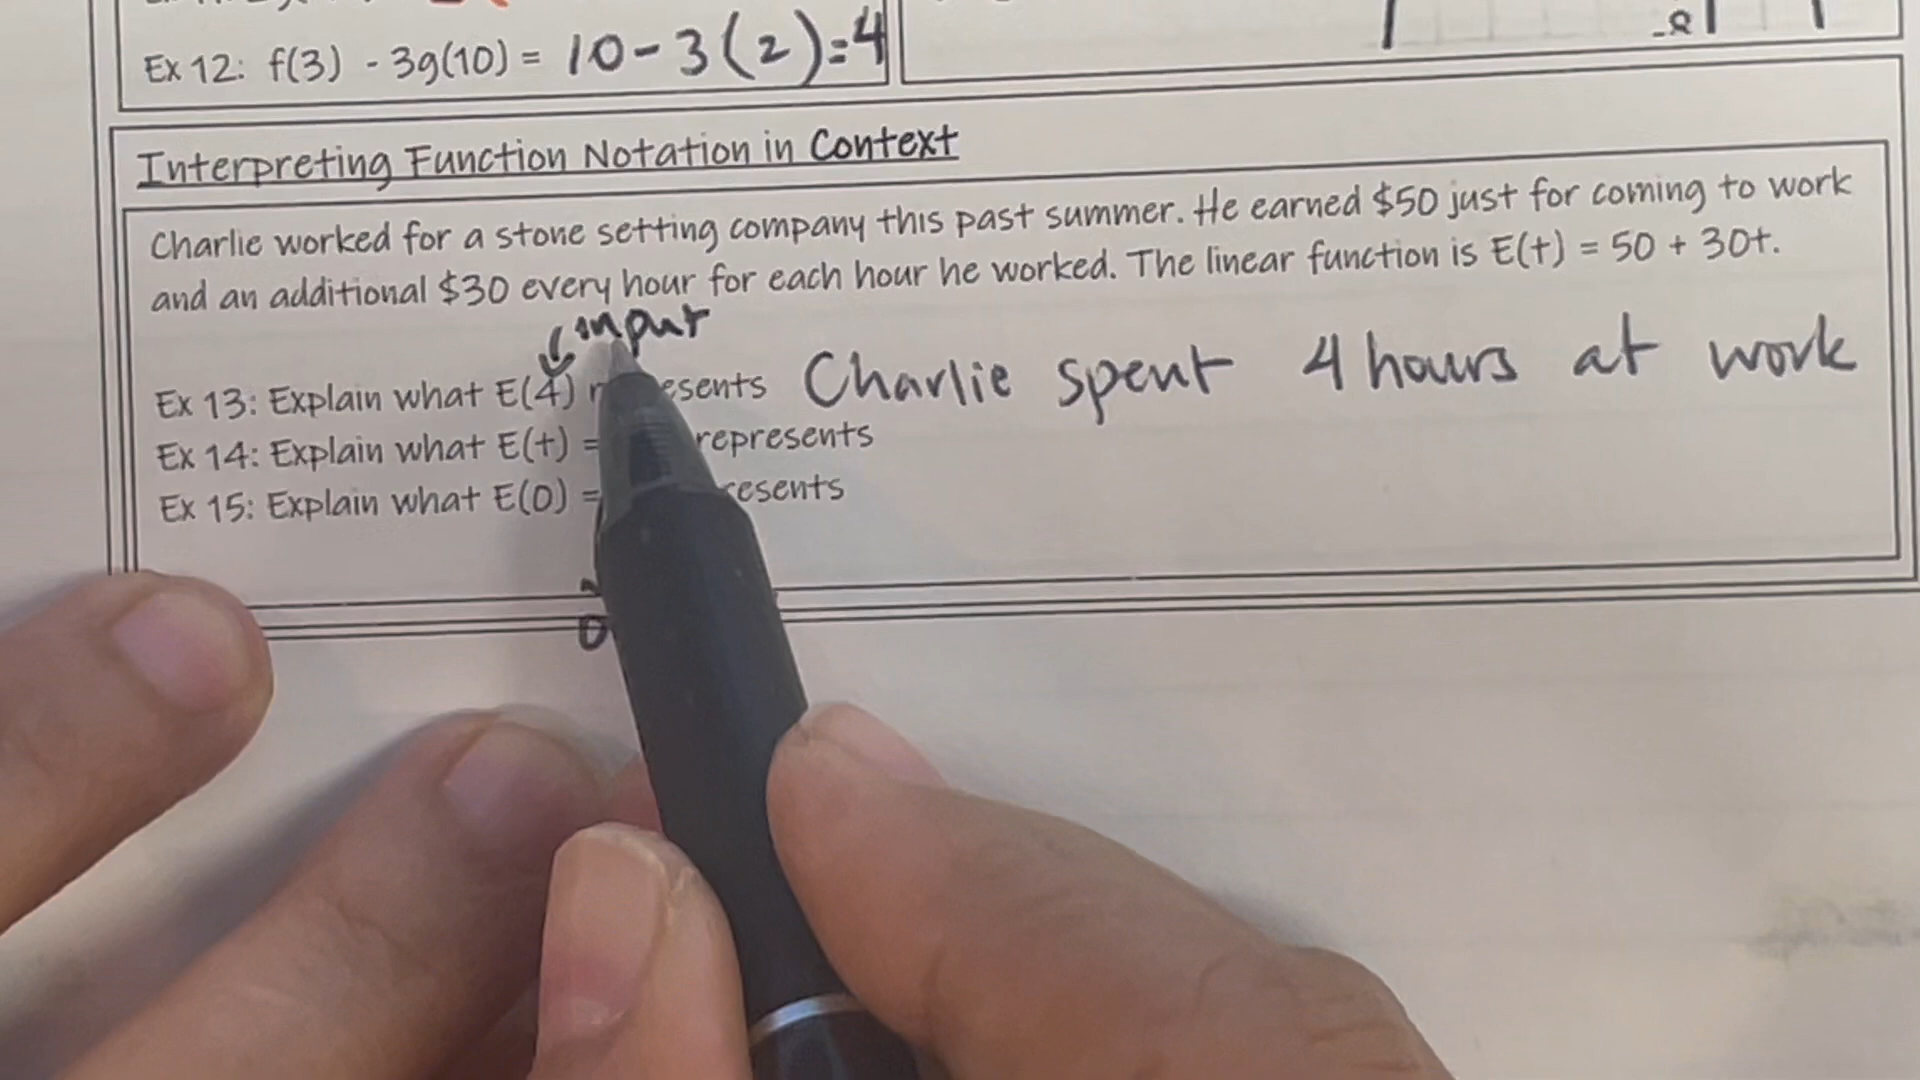 Ex 12: f(3) - 3g(10) = 10 - 3(2)=4
-8
Interpreting Function Notation in Context
Charlie worked for a stone setting company this past summer. He earned $50 just for coming to work
and an additional $30 every hour for each hour he worked. The linear function is E(t) = 50 + 30t.
input
Ex 13: Explain what E(4) Charlie spent 4 hours at work
Ex 14: Explain what E(t) = represents
Ex 15: Explain what E(0) =